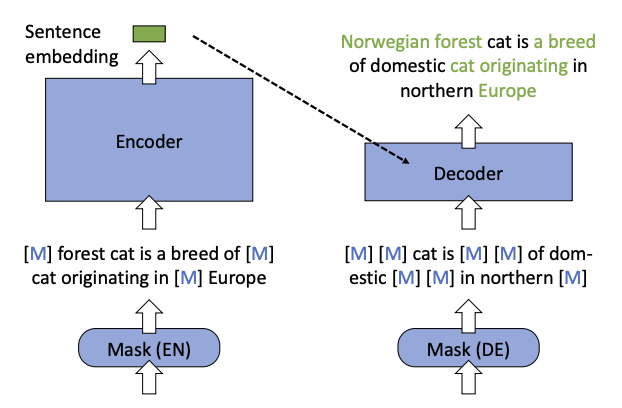 Sentence
embedding
Encoder
[M] forest cat is a breed of [M]
cat originating in [M] Europe
Mask (EN)
Norwegian forest cat is a breed
of domestic cat originating in
northern Europe
Decoder
[M] [M] cat is [M] [M] of dom-
estic [M] [M] in northern [M]
Mask (DE)